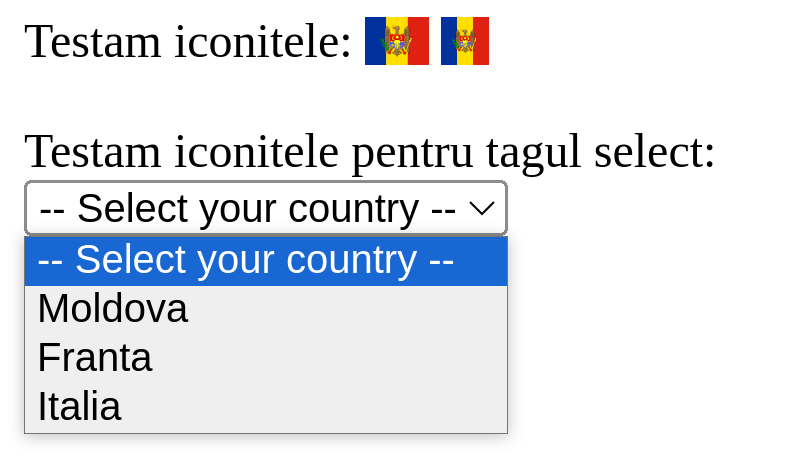 Testam iconitele:
Testam iconitele pentru tagul select:
-- Select your country --
-- Select your country --
Moldova
Franta
Italia